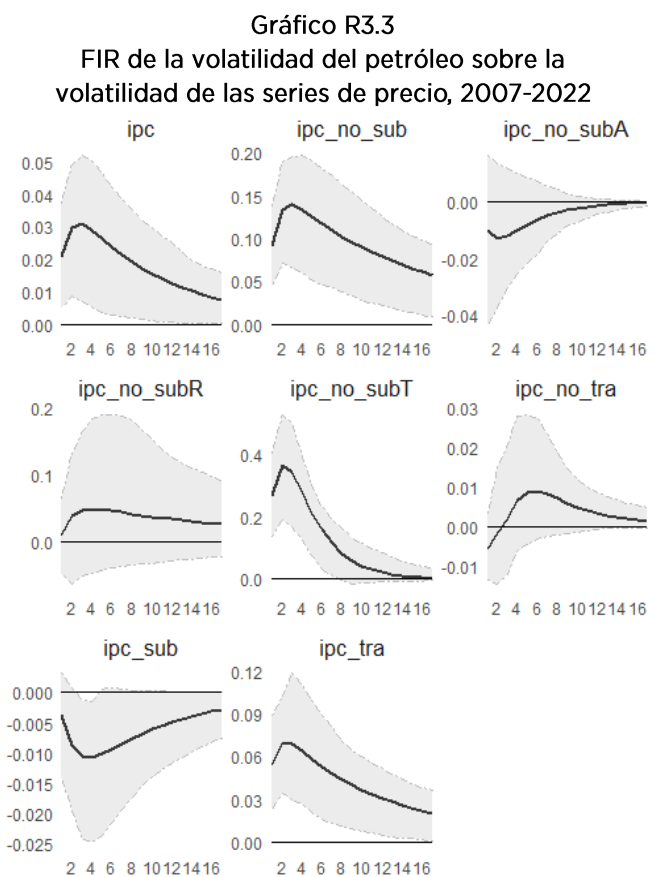 Gráfico R3.3
FIR de la volatilidad del petróleo sobre la
volatilidad de las series de precio, 2007-2022
ipc
0.05
0.04
0.03
0.02
0.01
0.00
2 4 6 8 10 12 14 16
ipc_no_sub
0.20
0.15
0.10
0.05
0.00
2 4 6 8 10 12 14 16
ipc_no_subA
0.00
-0.02
-0.04
2 4 6 8 10 12 14 16
ipc_no_subR
0.2
0.1
0.0
2 4 6 8 10 12 14 16
ipc_no_subT
0.4
0.2
0.0
2 4 6 8 10 12 14 16
ipc_no_tra
0.03
0.02
0.01
0.00
-0.01
2 4 6 8 10 12 14 16
ipc_sub
0.000
-0.005
-0.010
-0.015
-0.020
-0.025
2 4 6 8 10 12 14 16
ipc_tra
0.12
0.09
0.06
0.03
0.00
2 4 6 8 10 12 14 16